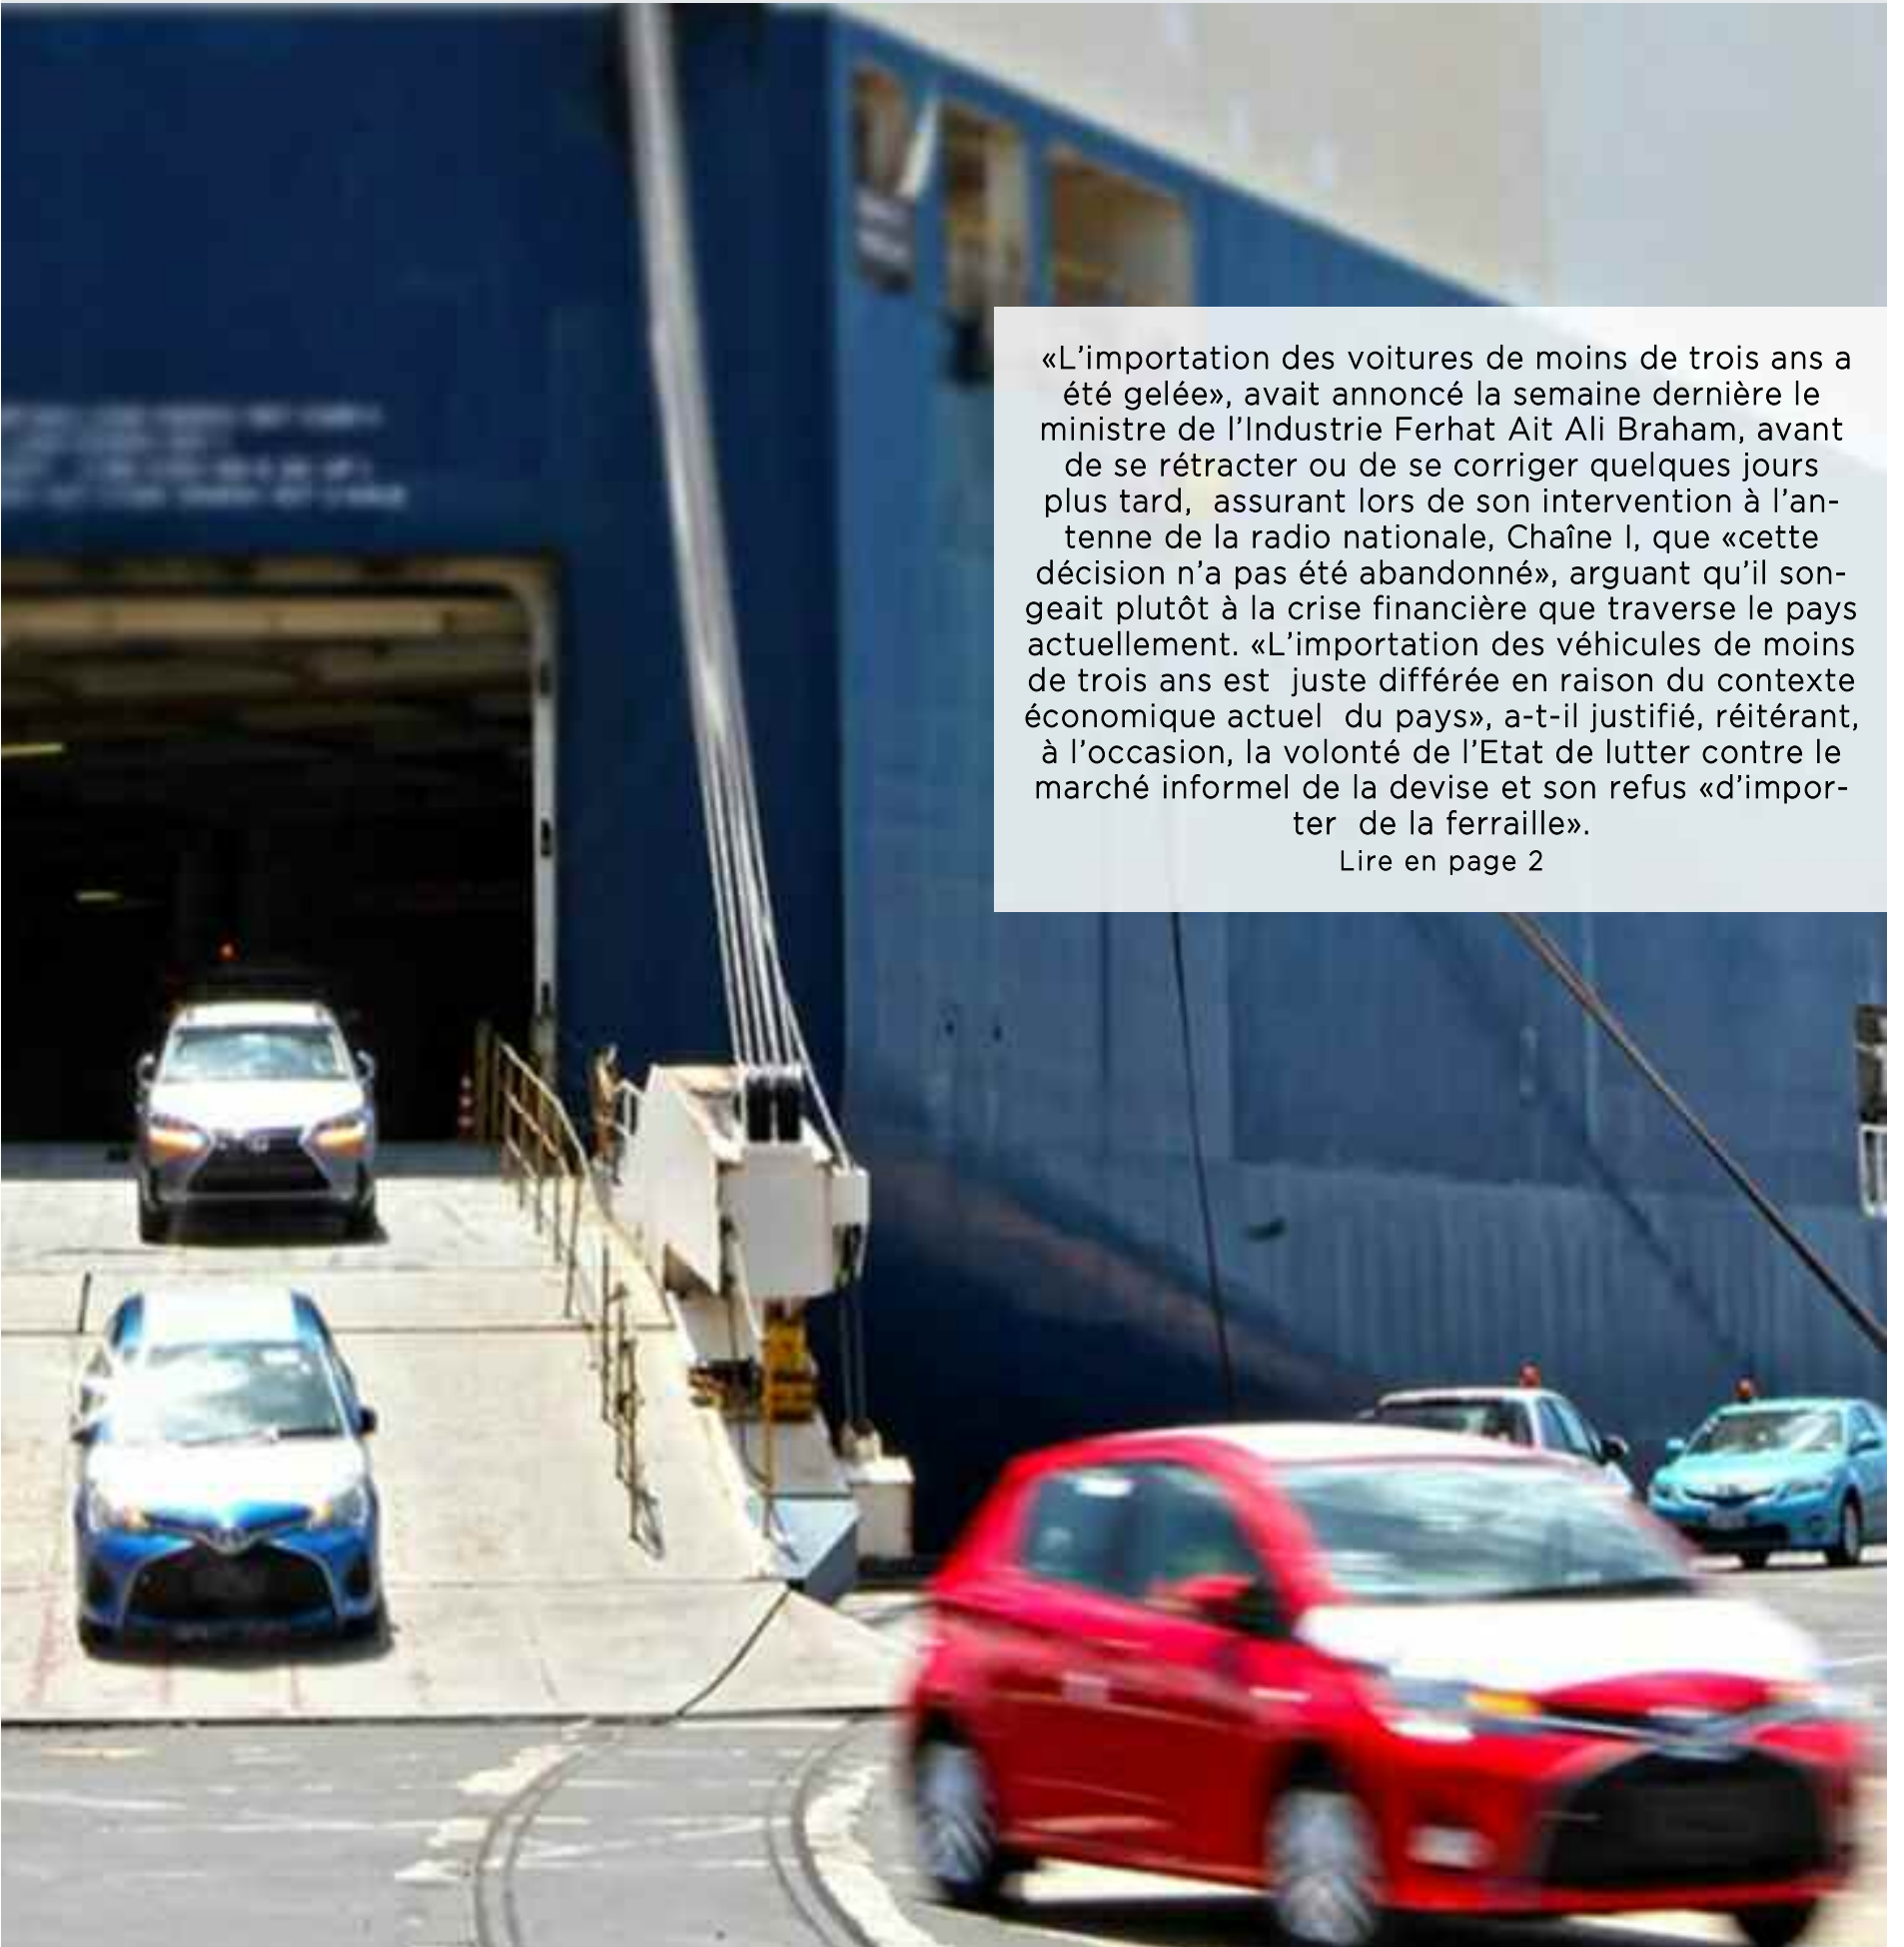 «L'importation des voitures de moins de trois ans a
été gelée», avait annoncé la semaine dernière le
ministre de l'Industrie Ferhat Ait Ali Braham, avant
de se rétracter ou de se corriger quelques jours
plus tard,  assurant lors de son intervention à l'an-
tenne de la radio nationale, Chaîne I, que «cette
décision n'a pas été abandonné», arguant qu'il son-
geait plutôt à la crise financière que traverse le pays
actuellement. «L'importation des véhicules de moins
de trois ans est  juste différée en raison du contexte
économique actuel  du pays», a-t-il justifié, réitérant,
à l'occasion, la volonté de l'Etat de lutter contre le
marché informel de la devise et son refus «d'impor-
ter  de la ferraille».
Lire en page 2